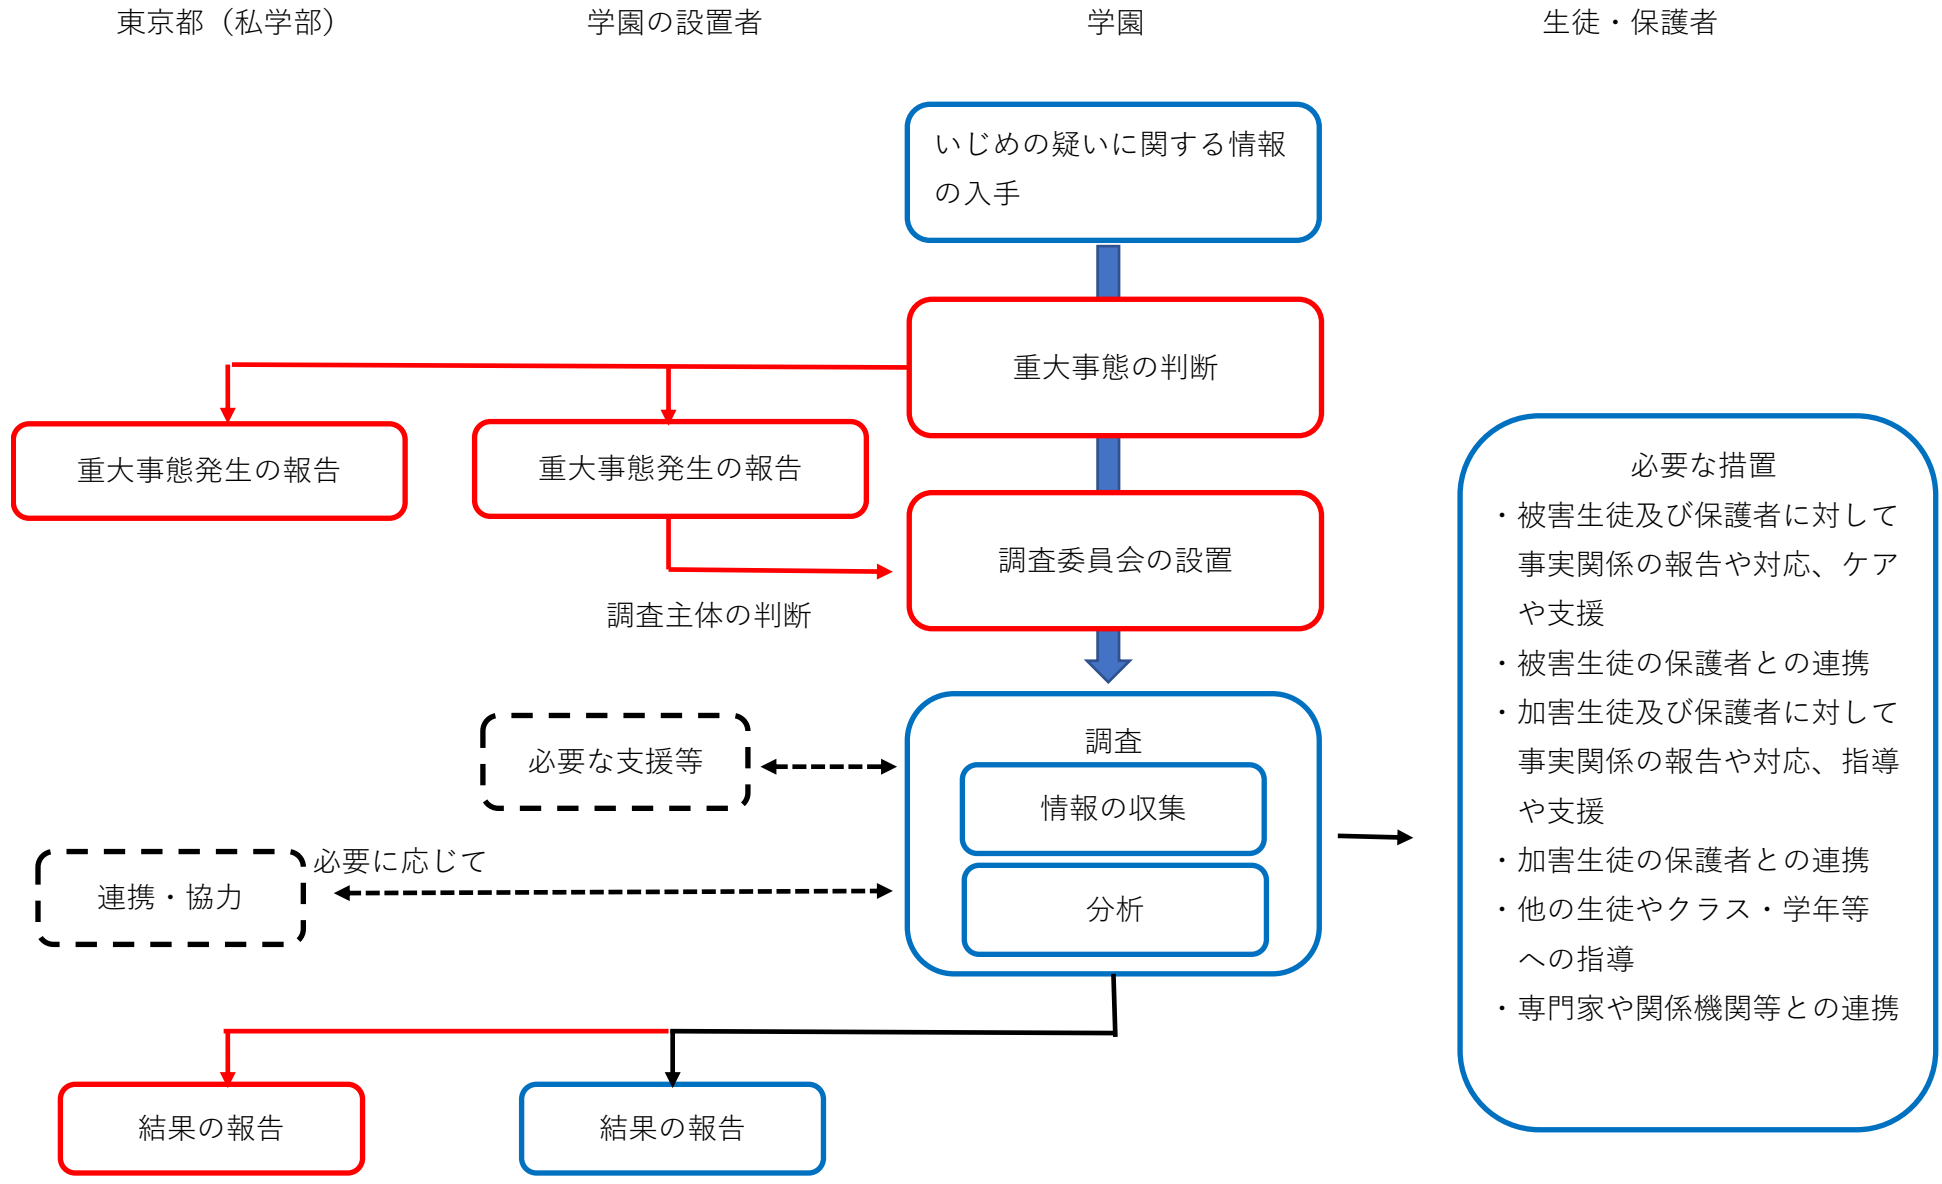 東京都（私学部）
学園の設置者
学園
生徒・保護者
いじめの疑いに関する情報
の入手
重大事態の判断
重大事態発生の報告
重大事態発生の報告
調査委員会の設置
調査主体の判断
必要な措置
・被害生徒及び保護者に対して
事実関係の報告や対応、ケア
や支援
・被害生徒の保護者との連携
・加害生徒及び保護者に対して
事実関係の報告や対応、指導
や支援
・加害生徒の保護者との連携
・他の生徒やクラス・学年等
への指導
・専門家や関係機関等との連携
調査
必要な支援等
情報の収集
必要に応じて
連携・協力
分析
結果の報告
結果の報告